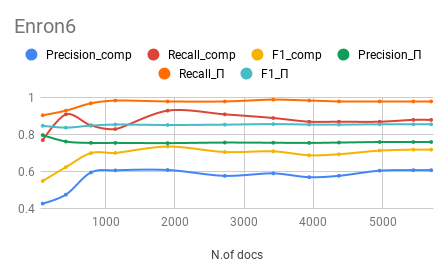 Enron6
Precision_comp Recall_comp F1_comp Precision_Π
Recall_Π F1_Π
1
0.8
0.6
0.4
1000 2000 3000 4000 5000
N.of docs